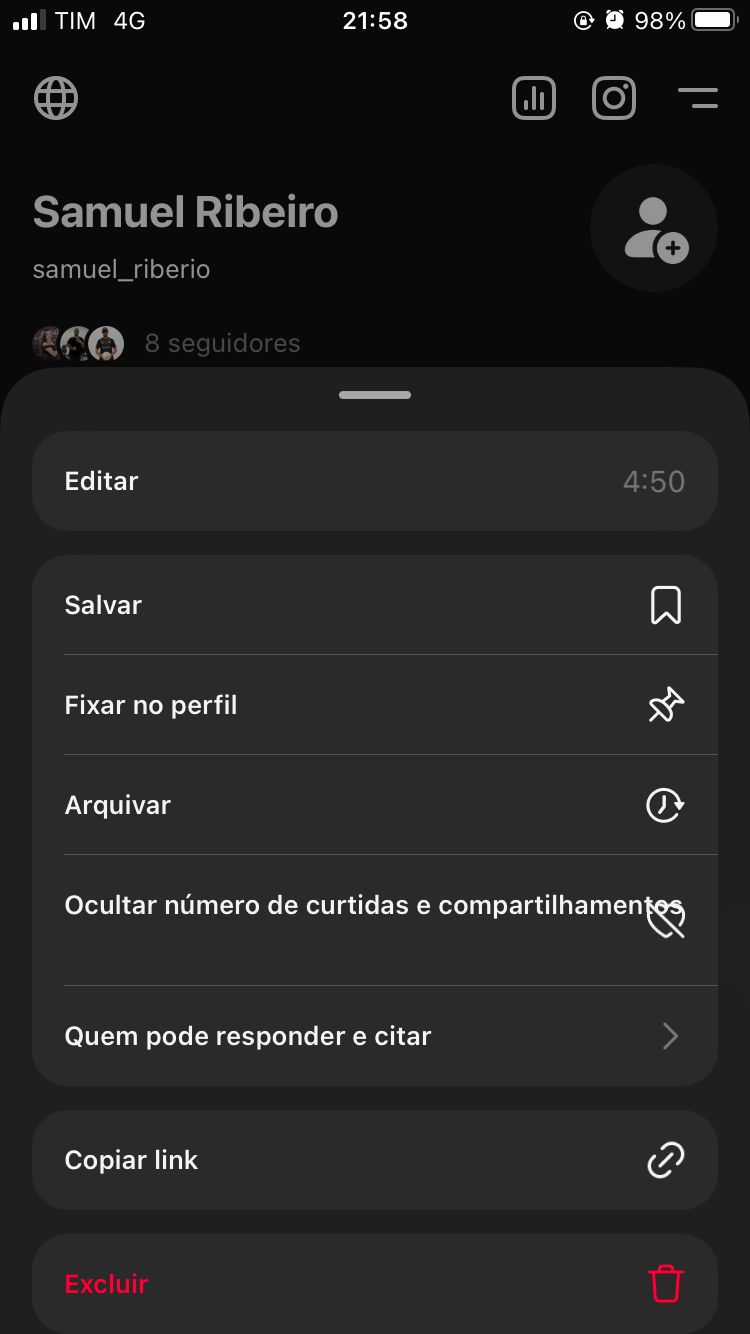 TIM 4G 21:58 98%
Samuel Ribeiro
samuel_riberio
8 seguidores
Editar 4:50
Salvar
Fixar no perfil
Arquivar
Ocultar número de curtidas e compartilhamentos
Quem pode responder e citar
Copiar link
Excluir